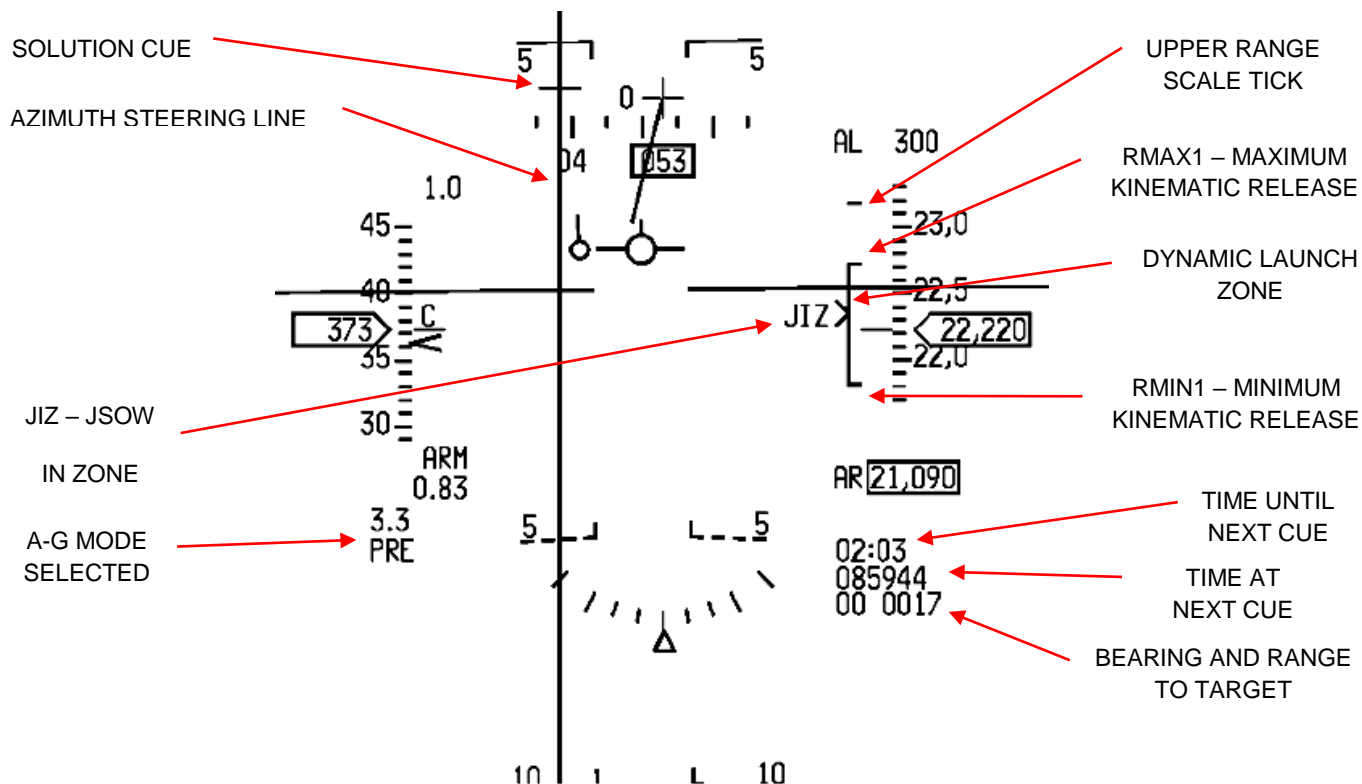 SOLUTION CUE
AZIMUTH STEERING LINE
JIZ – JSOW
IN ZONE
A-G MODE
SELECTED
5
5
0
04
053
1.0
45
40
35
30
373
C
ARM
0.83
3.3
PRE
5
5
10
10
AL 300
23,0
22,5
22,0
JIZ
22,220
AR 21,090
02:03
085944
00 0017
UPPER RANGE
SCALE TICK
RMAX1 – MAXIMUM
KINEMATIC RELEASE
DYNAMIC LAUNCH
ZONE
RMIN1 – MINIMUM
KINEMATIC RELEASE
TIME UNTIL
NEXT CUE
TIME AT
NEXT CUE
BEARING AND RANGE
TO TARGET